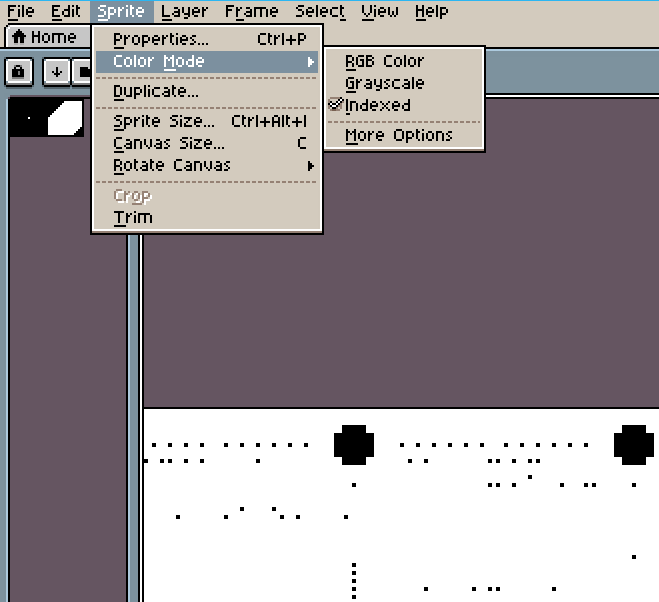 File Edit Sprite Layer Frame Select View Help
Home
Properties... Ctrl+P
Color Mode
Duplicate...
Sprite Size... Ctrl+Alt+I
Canvas Size... C
Rotate Canvas
Crop
Trim
RGB Color
Grayscale
Indexed
More Options